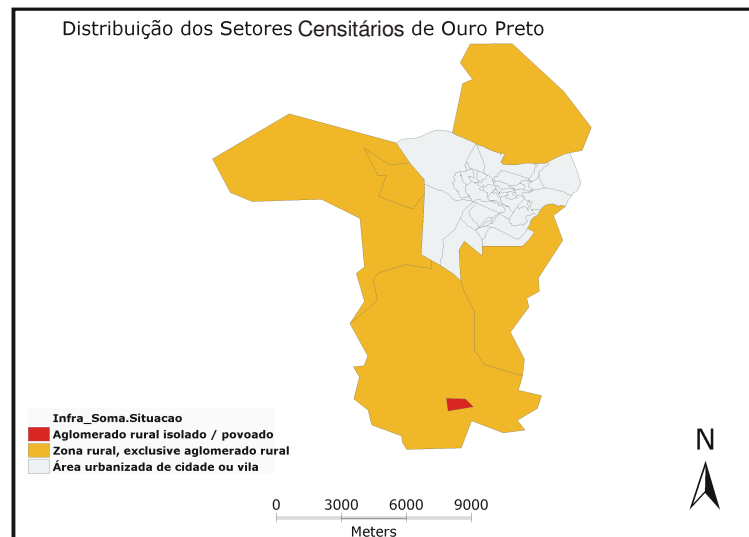 Distribuição dos Setores Censitários de Ouro Preto
Infra_Soma.Situacao
Aglomerado rural isolado / povoado
Zona rural, exclusive aglomerado rural
Área urbanizada de cidade ou vila
N
0 3000 6000 9000
Meters